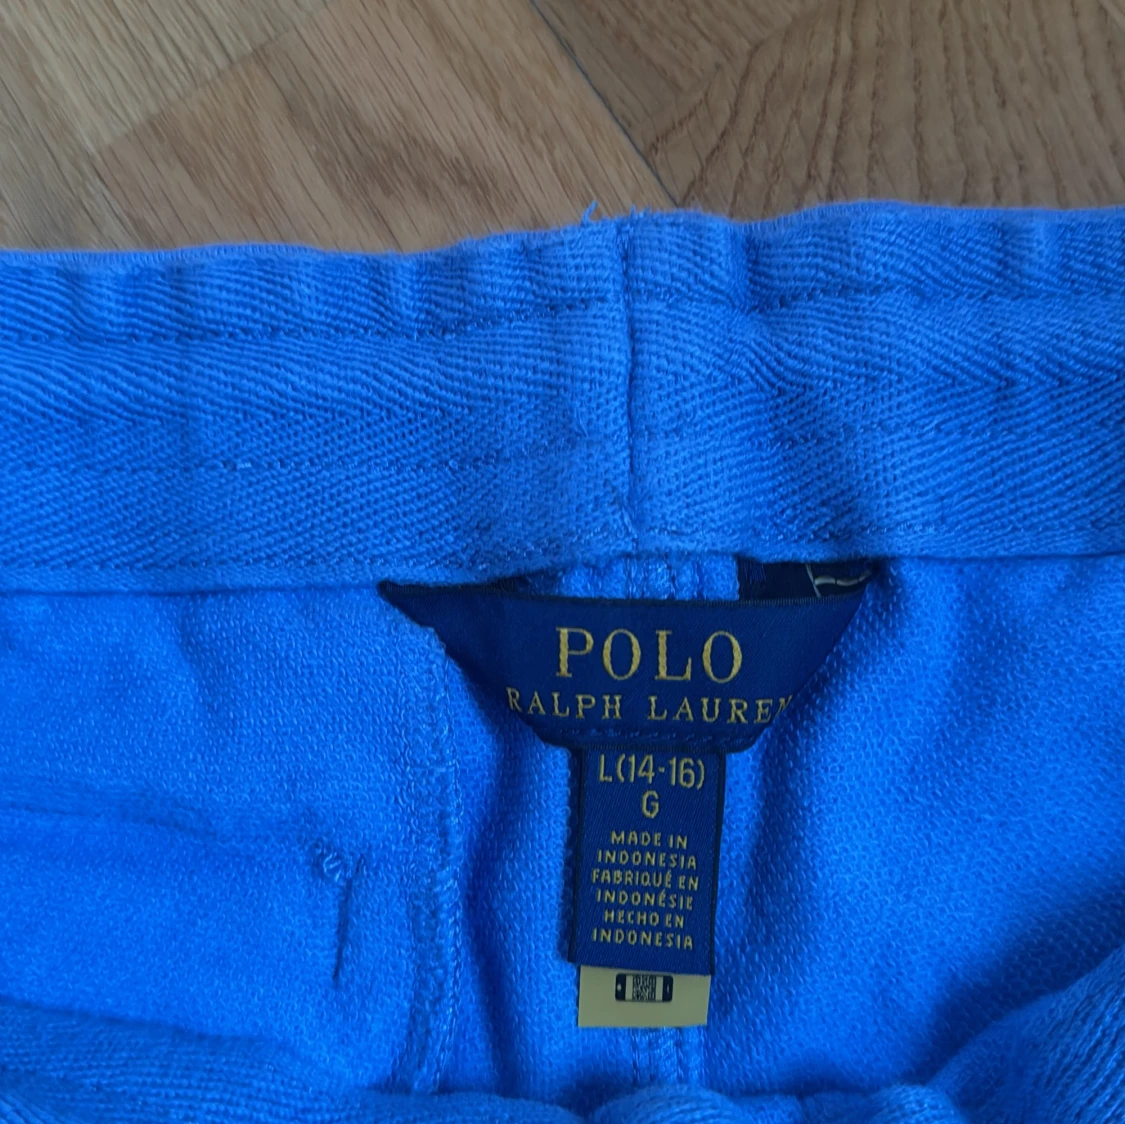 POLO
RALPH LAUREN
L(14-16)
G
MADE IN
INDONESIA
FABRIQUÉ EN
INDONÉSIE
HECHO EN
INDONESIA